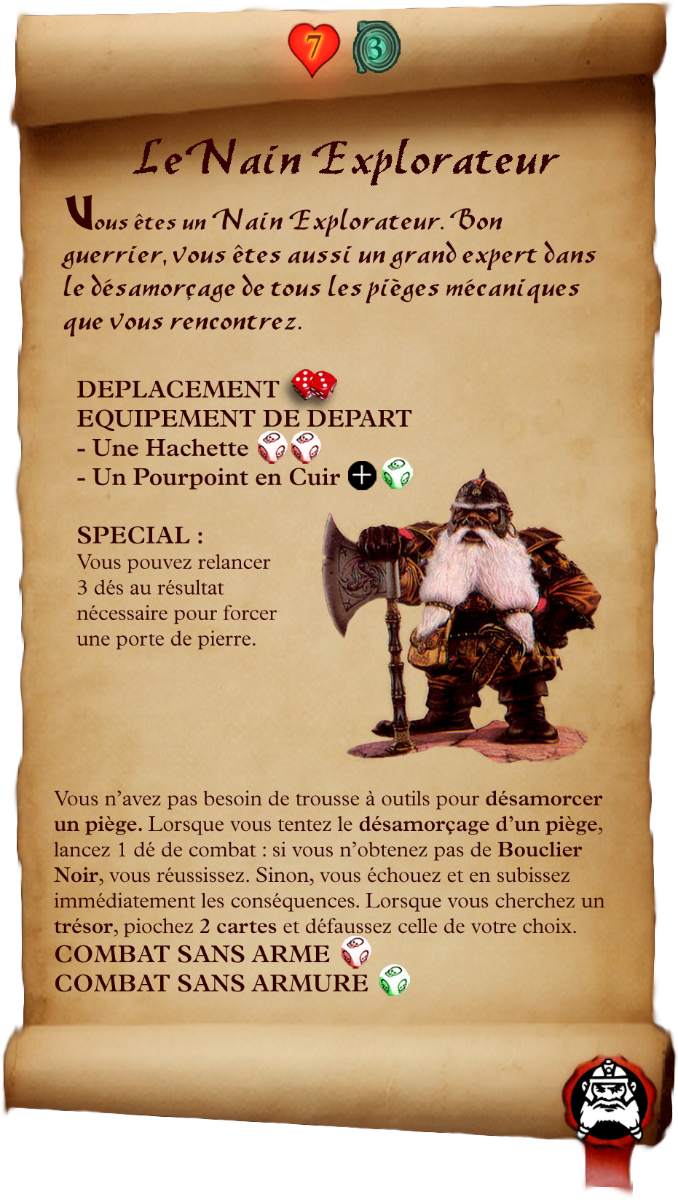 7 3
Le Nain Explorateur
Vous êtes un Nain Explorateur. Bon
guerrier, vous êtes aussi un grand expert dans
le désamorçage de tous les pièges mécaniques
que vous rencontrez.
DEPLACEMENT
EQUIPEMENT DE DEPART
- Une Hachette
- Un Pourpoint en Cuir +
SPECIAL :
Vous pouvez relancer
3 dés au résultat
nécessaire pour forcer
une porte de pierre.
Vous n’avez pas besoin de trousse à outils pour désamorcer
un piège. Lorsque vous tentez le désamorçage d’un piège,
lancez 1 dé de combat : si vous n’obtenez pas de Bouclier
Noir, vous réussissez. Sinon, vous échouez et en subissez
immédiatement les conséquences. Lorsque vous cherchez un
trésor, piochez 2 cartes et défaussez celle de votre choix.
COMBAT SANS ARME
COMBAT SANS ARMURE